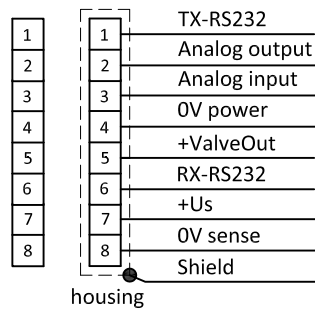 TX-RS232
1 1
Analog output
2 2
Analog input
3 3
0V power
4 4
+ValveOut
5 5
RX-RS232
6 6
+Us
7 7
0V sense
8 8
Shield
housing